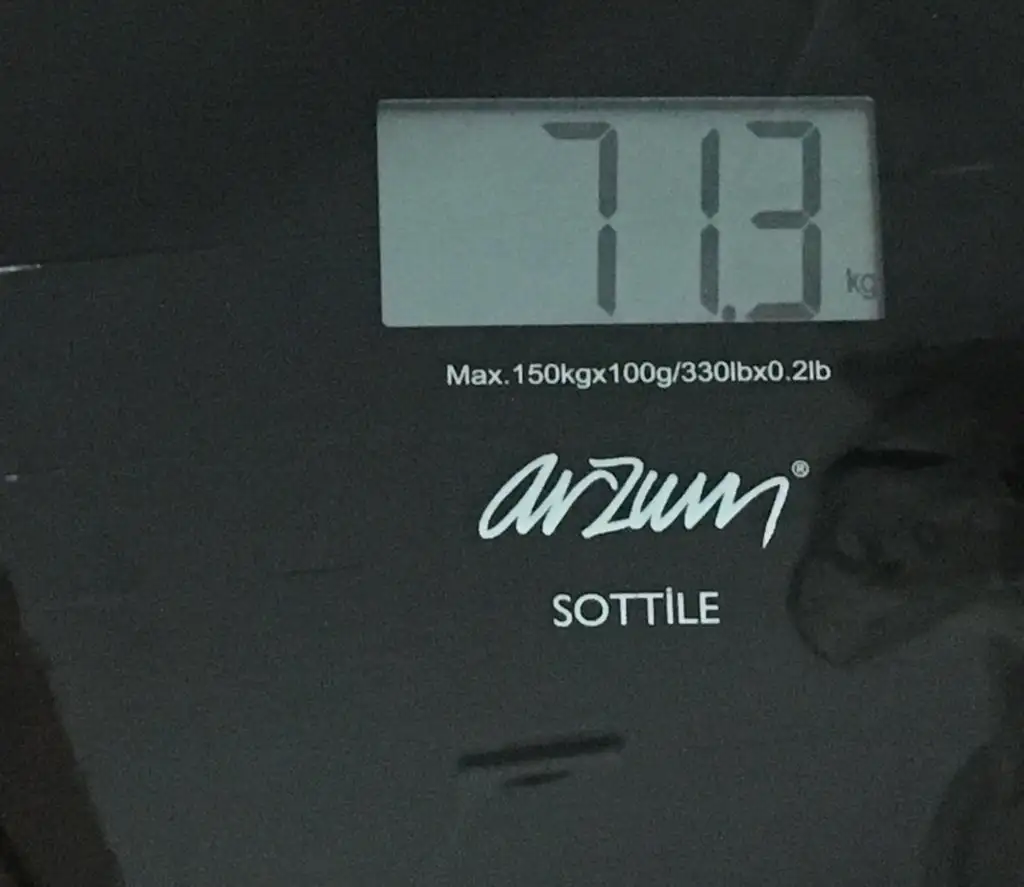 71.3 kg
Max.150kgx100g/330lbx0.2lb
arzum®
SOTTİLE